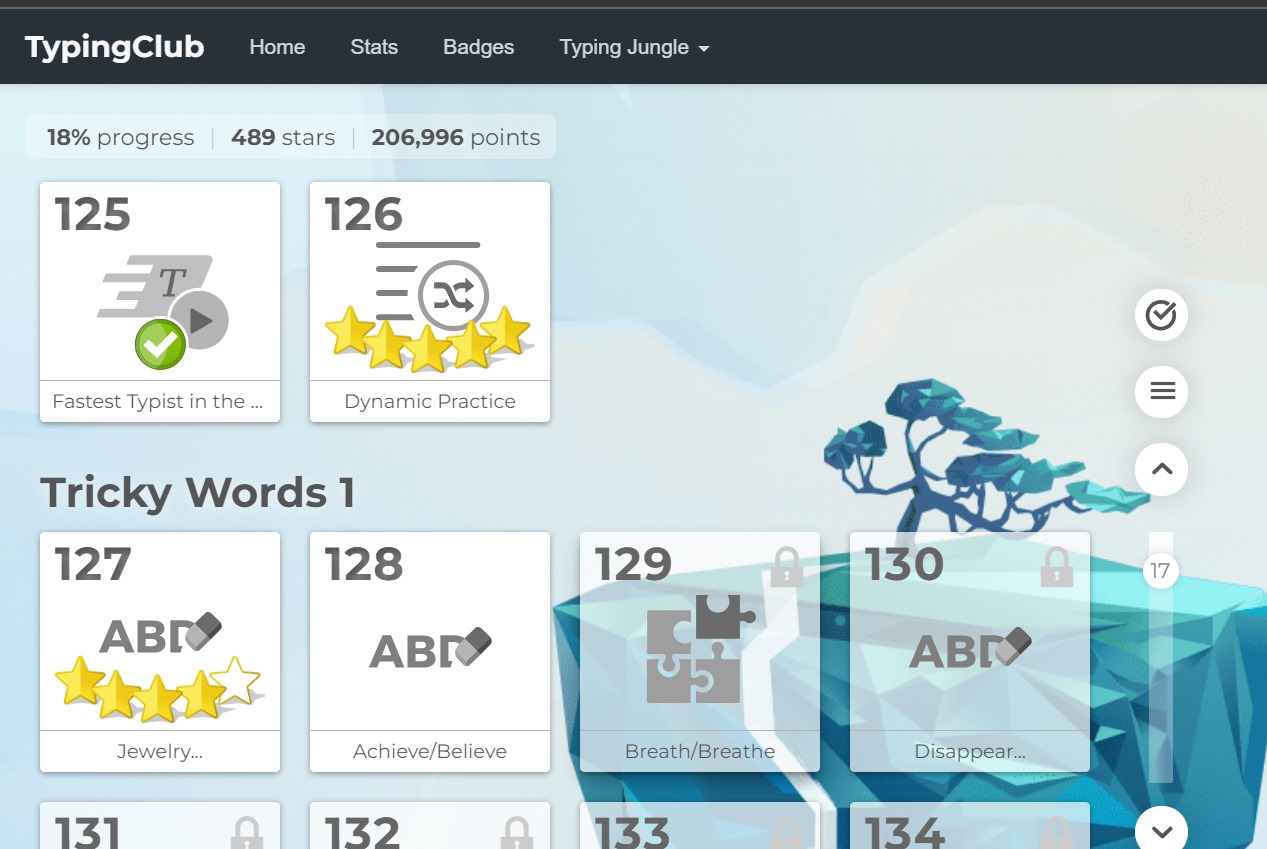 TypingClub Home Stats Badges Typing Jungle
18% progress | 489 stars | 206,996 points
125 126
T
Fastest Typist in the ... Dynamic Practice
Tricky Words 1
127 128 129 130
17
ABD ABD ABD
Jewelry... Achieve/Believe Breath/Breathe Disappear...
131 132 133 134